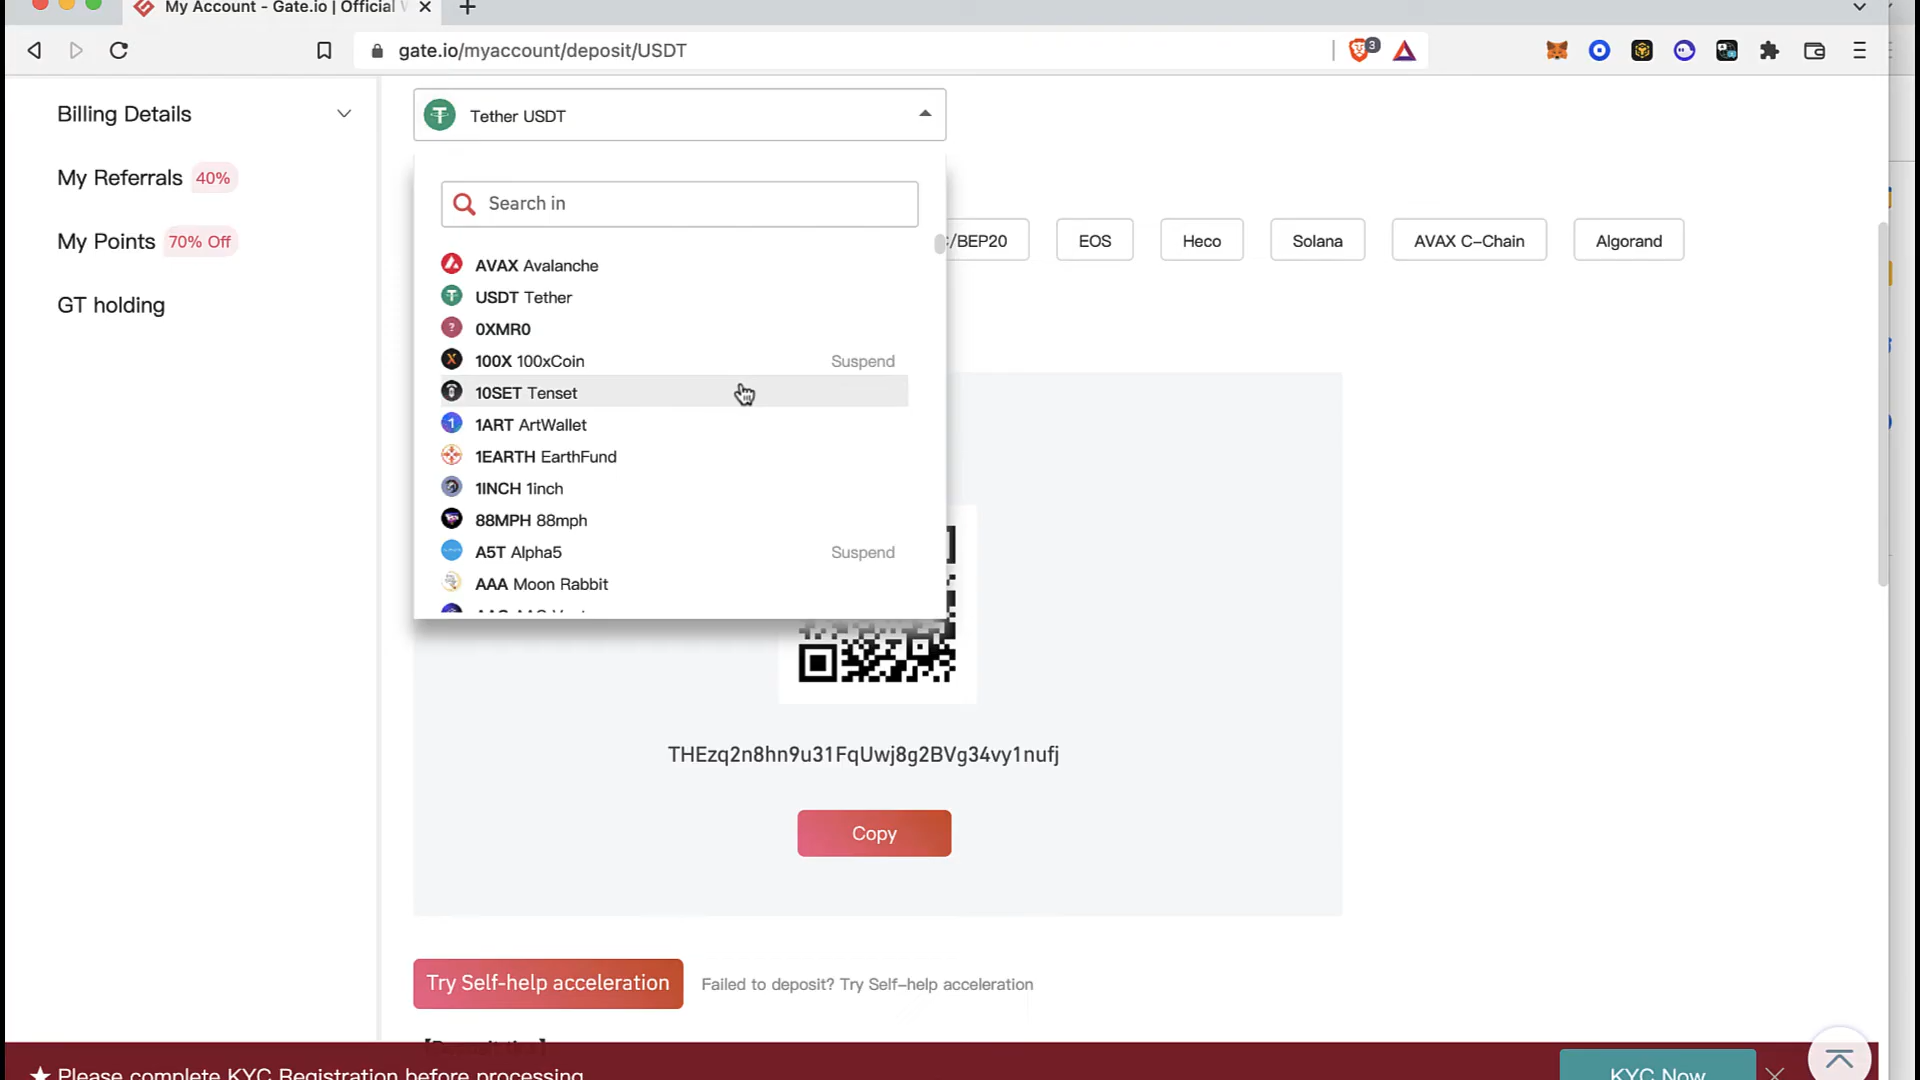 My Account - Gate.io | Official
gate.io/myaccount/deposit/USDT
3
Billing Details
My Referrals 40%
My Points 70% Off
GT holding
Tether USDT
Search in
/BEP20
EOS
Heco
Solana
AVAX C-Chain
Algorand
AVAX Avalanche
USDT Tether
0XMR0
100X 100xCoin Suspend
10SET Tenset
1ART ArtWallet
1EARTH EarthFund
1INCH 1inch
88MPH 88mph
A5T Alpha5 Suspend
AAA Moon Rabbit
THEzq2n8hn9u31FqUwj8g2BVg34vy1nufj
Copy
Try Self-help acceleration
Failed to deposit? Try Self-help acceleration
★ Please complete KYC Registration before processing
KYC Now